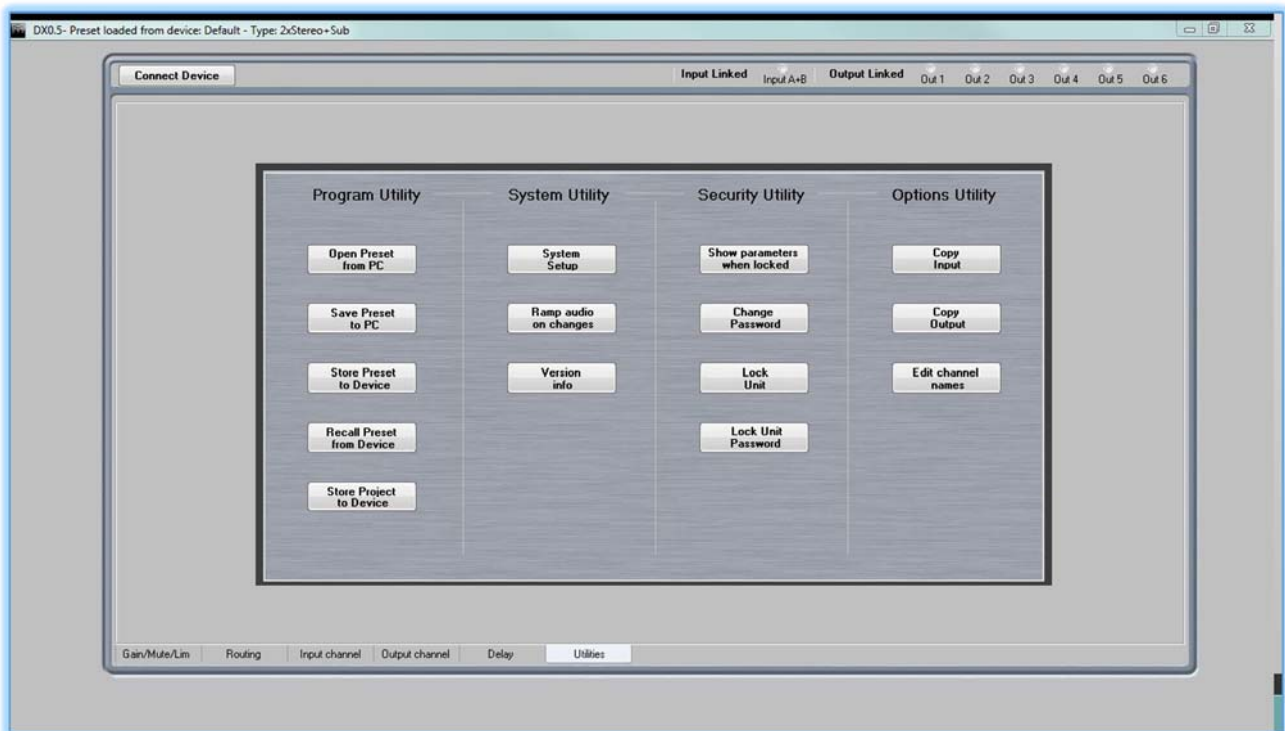 DX0.5- Preset loaded from device: Default - Type: 2xStereo+Sub
Connect Device
Input Linked
Input A+B
Output Linked
Out 1
Out 2
Out 3
Out 4
Out 5
Out 6
Program Utility
System Utility
Security Utility
Options Utility
Open Preset
from PC
System
Setup
Show parameters
when locked
Copy
Input
Save Preset
to PC
Ramp audio
on changes
Change
Password
Copy
Output
Store Preset
to Device
Version
info
Lock
Unit
Edit channel
names
Recall Preset
from Device
Lock Unit
Password
Store Project
to Device
Gain/Mute/Lim
Routing
Input channel
Output channel
Delay
Utilities